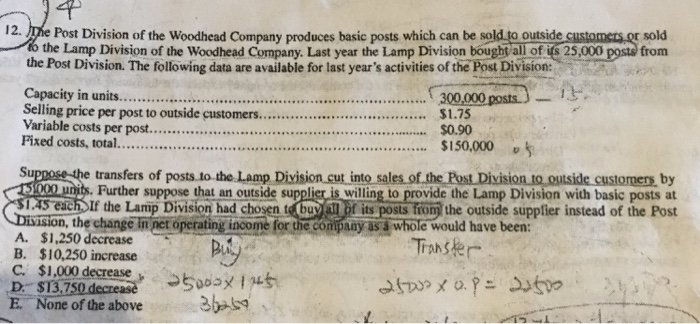 12. The Post Division of the Woodhead Company produces basic posts which can be sold to outside customers or sold
to the Lamp Division of the Woodhead Company. Last year the Lamp Division bought all of its 25,000 posts from
the Post Division. The following data are available for last year's activities of the Post Division:
Capacity in units.................... 300,000 posts
Selling price per post to outside customers.................... $1.75
Variable costs per post.................... $0.90
Fixed costs, total.................... $150,000
Suppose the transfers of posts to the Lamp Division cut into sales of the Post Division to outside customers by
15,000 units. Further suppose that an outside supplier is willing to provide the Lamp Division with basic posts at
$1.45 each. If the Lamp Division had chosen to buy all of its posts from the outside supplier instead of the Post
Division, the change in net operating income for the company as a whole would have been:
A. $1,250 decrease
B. $10,250 increase
C. $1,000 decrease
D. $13,750 decrease
E. None of the above
Buy
Transfer
25000 x 1.45
25000 x 0.9 = 22500